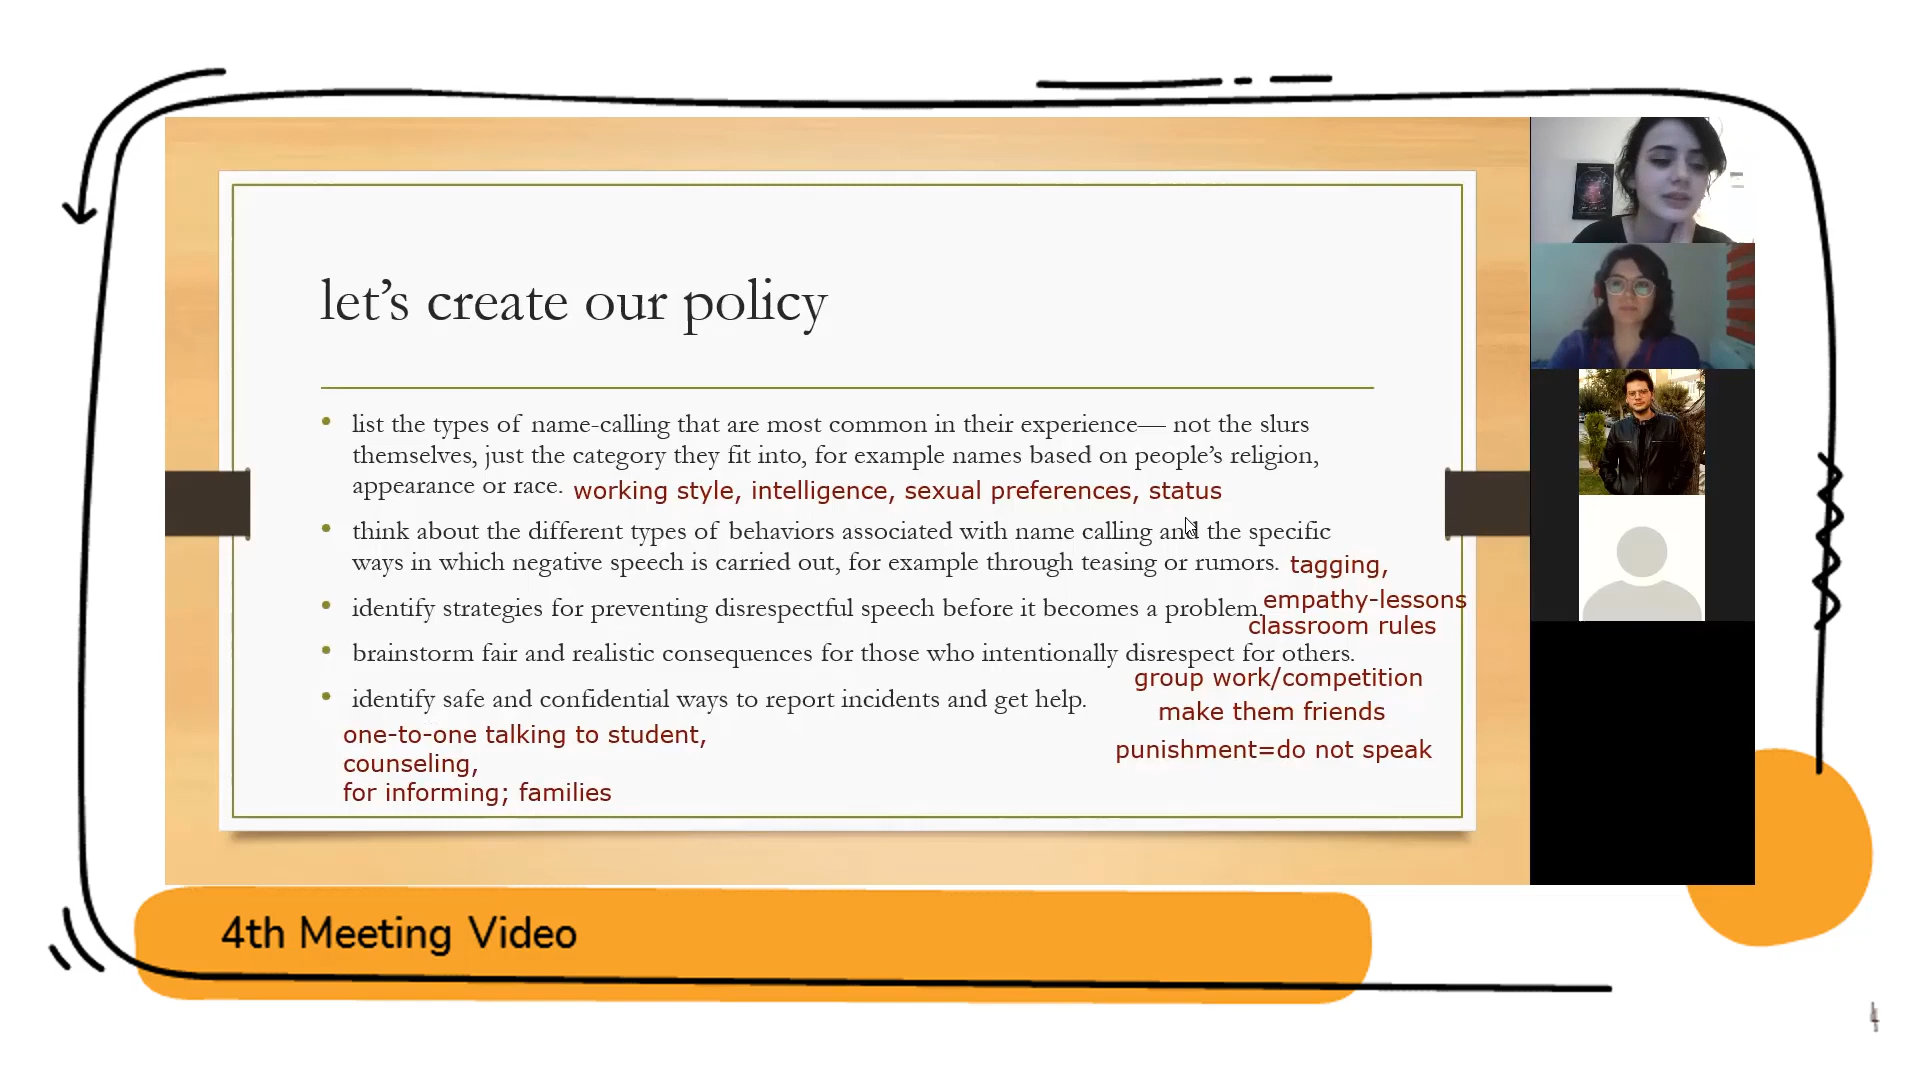 let’s create our policy
• list the types of name-calling that are most common in their experience— not the slurs
themselves, just the category they fit into, for example names based on people’s religion,
appearance or race. working style, intelligence, sexual preferences, status
• think about the different types of behaviors associated with name calling and the specific
ways in which negative speech is carried out, for example through teasing or rumors. tagging,
• identify strategies for preventing disrespectful speech before it becomes a problem. empathy-lessons
classroom rules
• brainstorm fair and realistic consequences for those who intentionally disrespect for others.
group work/competition
• identify safe and confidential ways to report incidents and get help.
make them friends
punishment=do not speak
one-to-one talking to student,
counseling,
for informing; families
4th Meeting Video
4